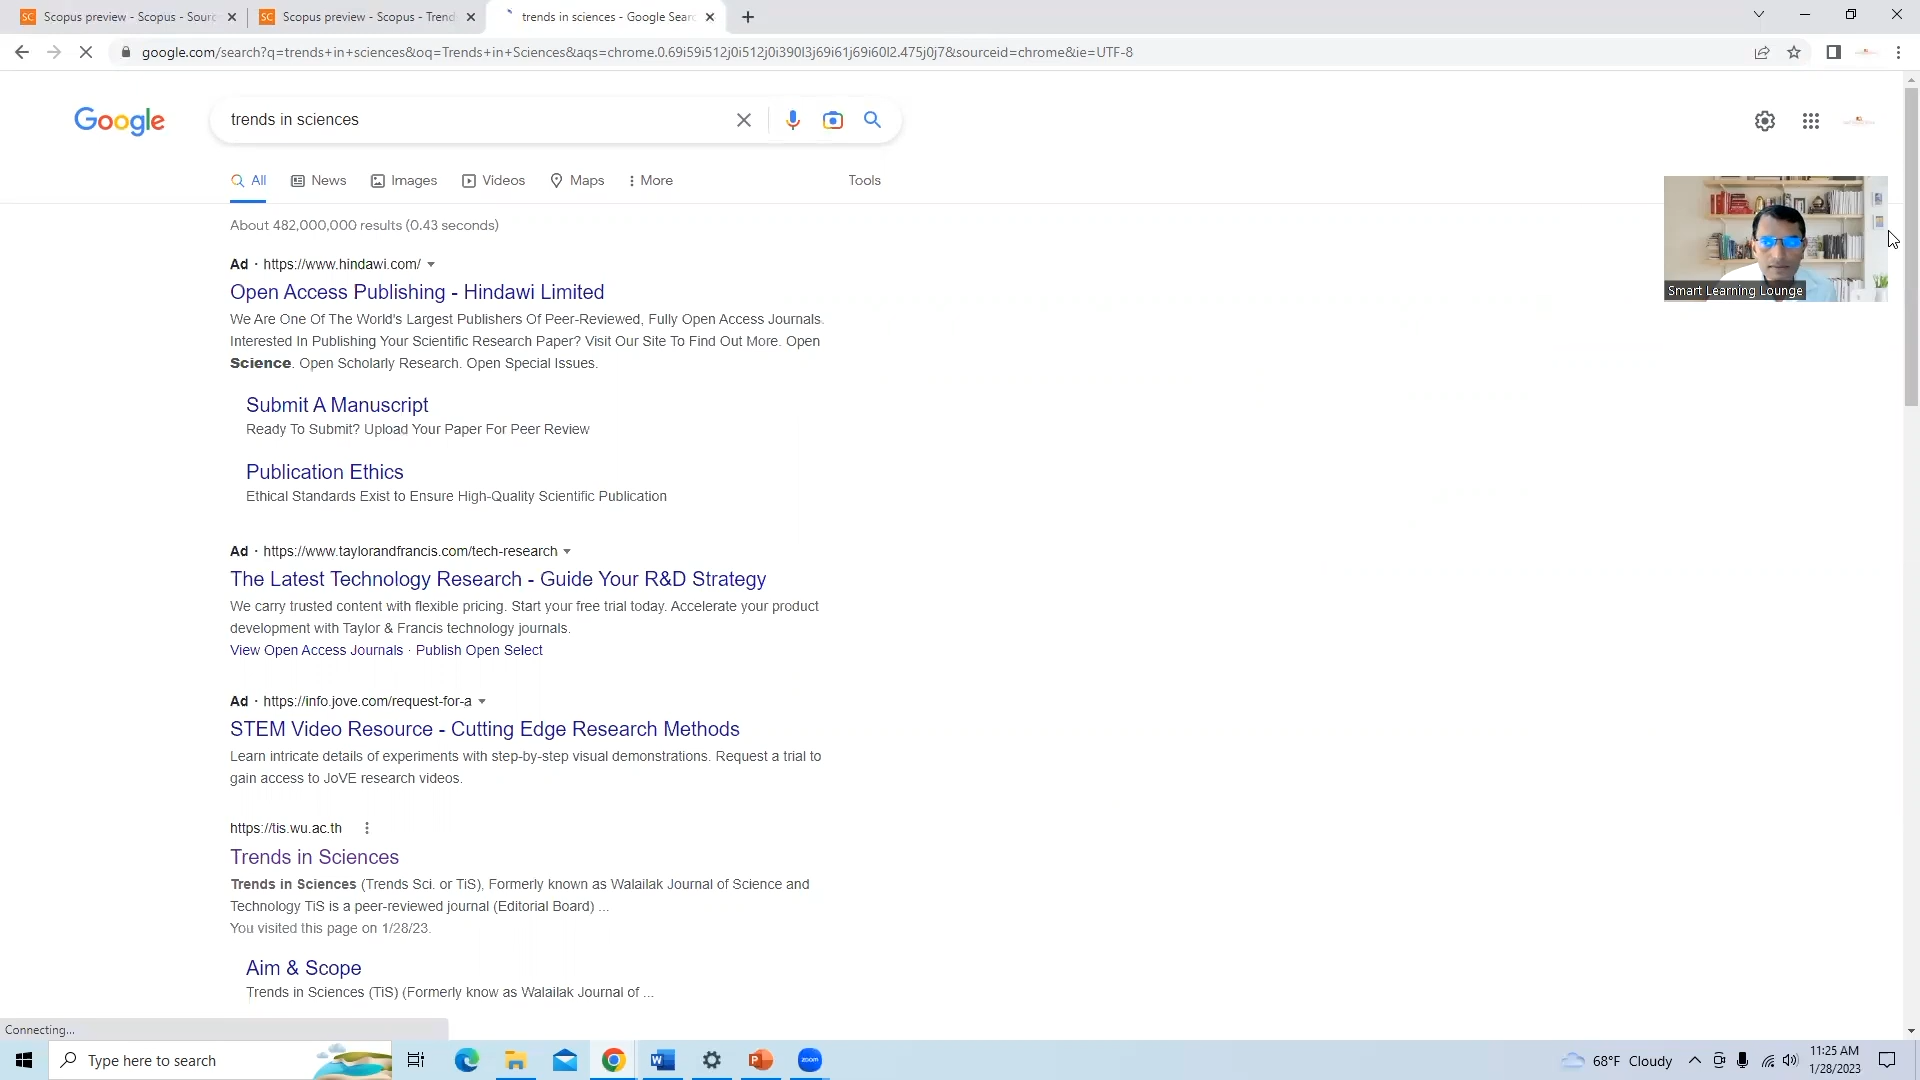 Scopus preview - Scopus - Sourc
Scopus preview - Scopus - Trend
trends in sciences - Google Searc
google.com/search?q=trends+in+sciences&oq=Trends+in+Sciences&aqs=chrome.0.69i59i512j0i512j0i390l3j69i61j69i60l2.475j0j7&sourceid=chrome&ie=UTF-8
Google
trends in sciences
All
News
Images
Videos
Maps
More
Tools
About 482,000,000 results (0.43 seconds)
Ad · https://www.hindawi.com/
Open Access Publishing - Hindawi Limited
We Are One Of The World's Largest Publishers Of Peer-Reviewed, Fully Open Access Journals.
Interested In Publishing Your Scientific Research Paper? Visit Our Site To Find Out More. Open
Science. Open Scholarly Research. Open Special Issues.
Submit A Manuscript
Ready To Submit? Upload Your Paper For Peer Review
Publication Ethics
Ethical Standards Exist to Ensure High-Quality Scientific Publication
Ad · https://www.taylorandfrancis.com/tech-research
The Latest Technology Research - Guide Your R&D Strategy
We carry trusted content with flexible pricing. Start your free trial today. Accelerate your product
development with Taylor & Francis technology journals.
View Open Access Journals · Publish Open Select
Ad · https://info.jove.com/request-for-a
STEM Video Resource - Cutting Edge Research Methods
Learn intricate details of experiments with step-by-step visual demonstrations. Request a trial to
gain access to JoVE research videos.
https://tis.wu.ac.th
Trends in Sciences
Trends in Sciences (Trends Sci. or TiS), Formerly known as Walailak Journal of Science and
Technology TiS is a peer-reviewed journal (Editorial Board) ...
You visited this page on 1/28/23.
Aim & Scope
Trends in Sciences (TiS) (Formerly know as Walailak Journal of ...
Smart Learning Lounge
Connecting...
Type here to search
zoom
68°F Cloudy
11:25 AM
1/28/2023